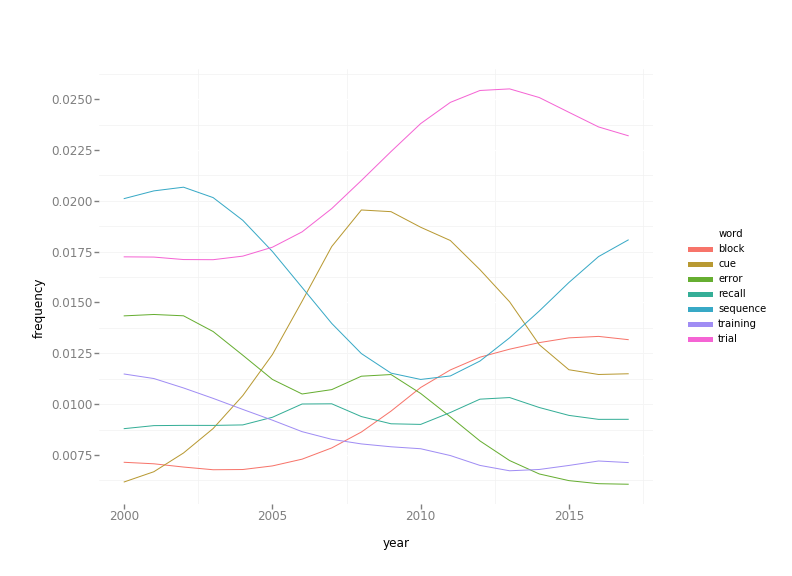 0.0250
0.0225
0.0200
0.0175
0.0150
0.0125
0.0100
0.0075
frequency
2000 2005 2010 2015
year
word
block
cue
error
recall
sequence
training
trial